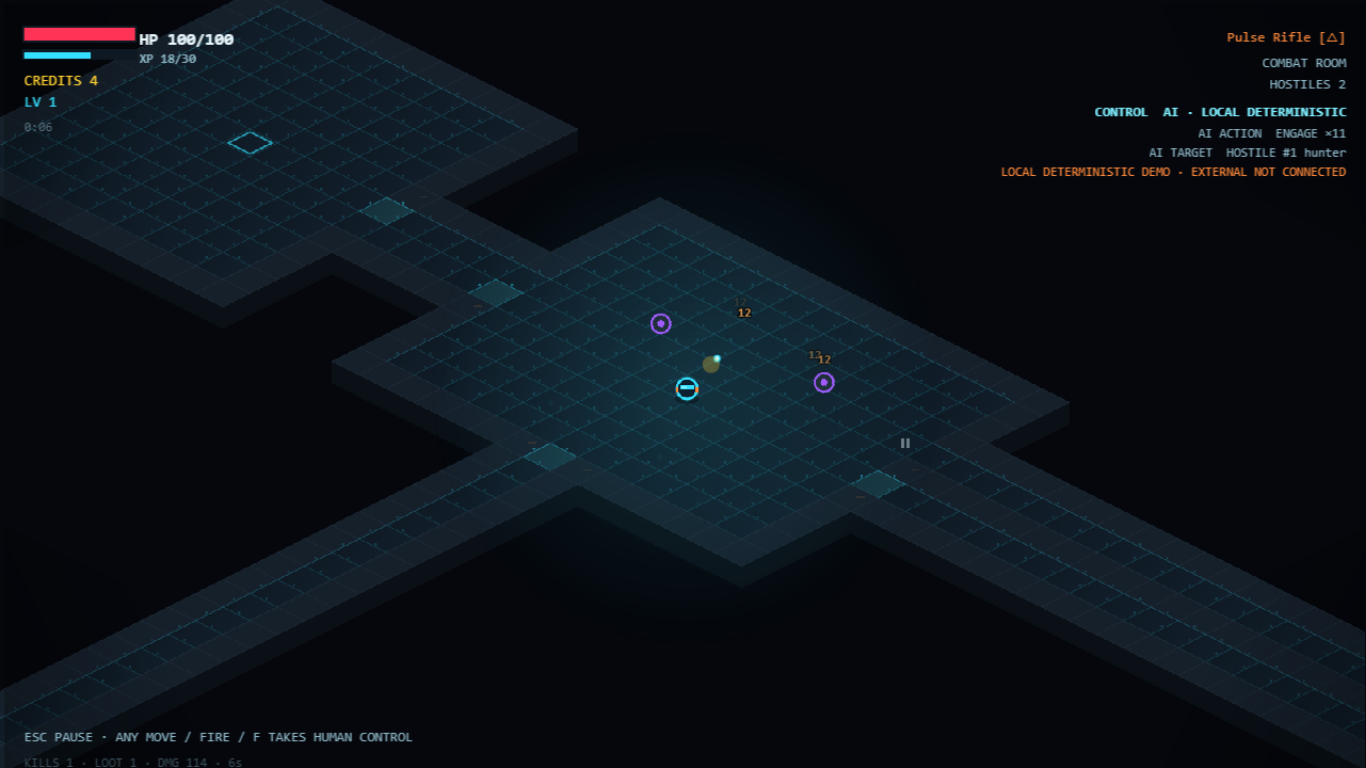 HP 100/100
XP 18/30
CREDITS 4
LV 1
0:06
Pulse Rifle [△]
COMBAT ROOM
HOSTILES 2
CONTROL AI · LOCAL DETERMINISTIC
AI ACTION ENGAGE ×11
AI TARGET HOSTILE #1 hunter
LOCAL DETERMINISTIC DEMO · EXTERNAL NOT CONNECTED
12
12
12
ESC PAUSE · ANY MOVE / FIRE / F TAKES HUMAN CONTROL
KILLS 1 · LOOT 1 · DMG 114 · 6s